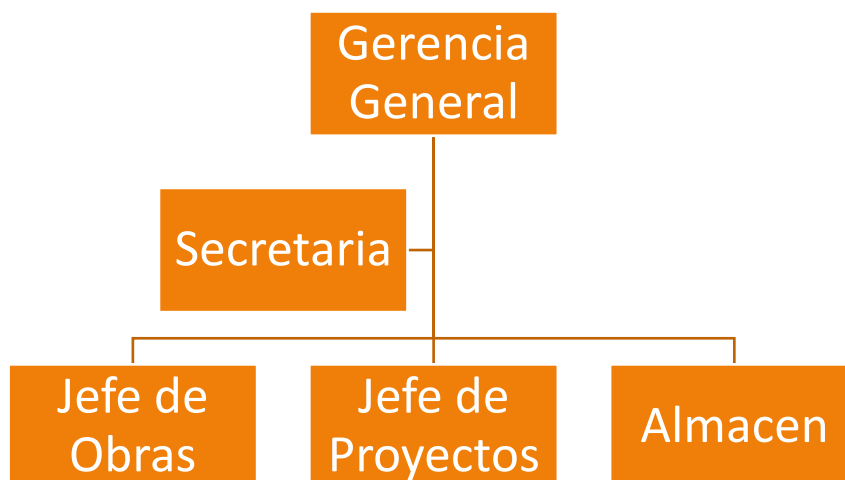 Gerencia
General
Secretaria
Jefe de
Obras
Jefe de
Proyectos
Almacen